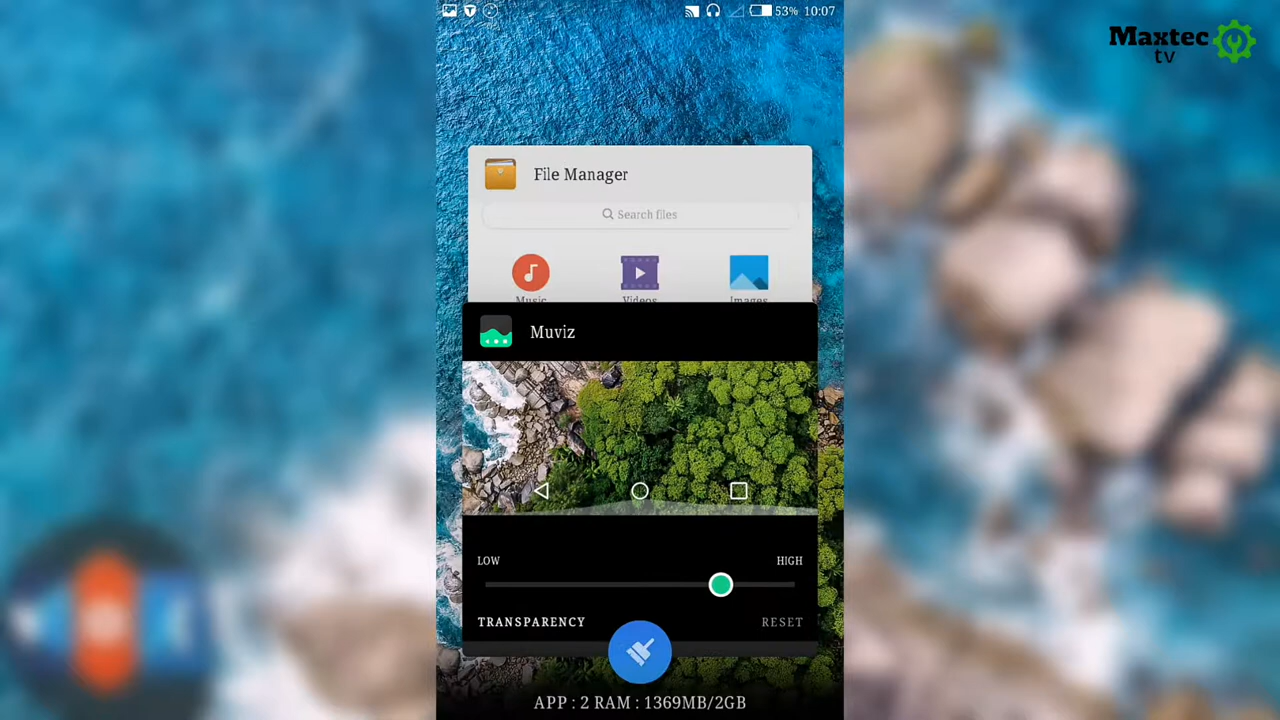 53% 10:07
Maxtec
tv
File Manager
Search files
Music
Videos
Images
Muviz
LOW
HIGH
TRANSPARENCY
RESET
APP : 2 RAM : 1369MB/2GB